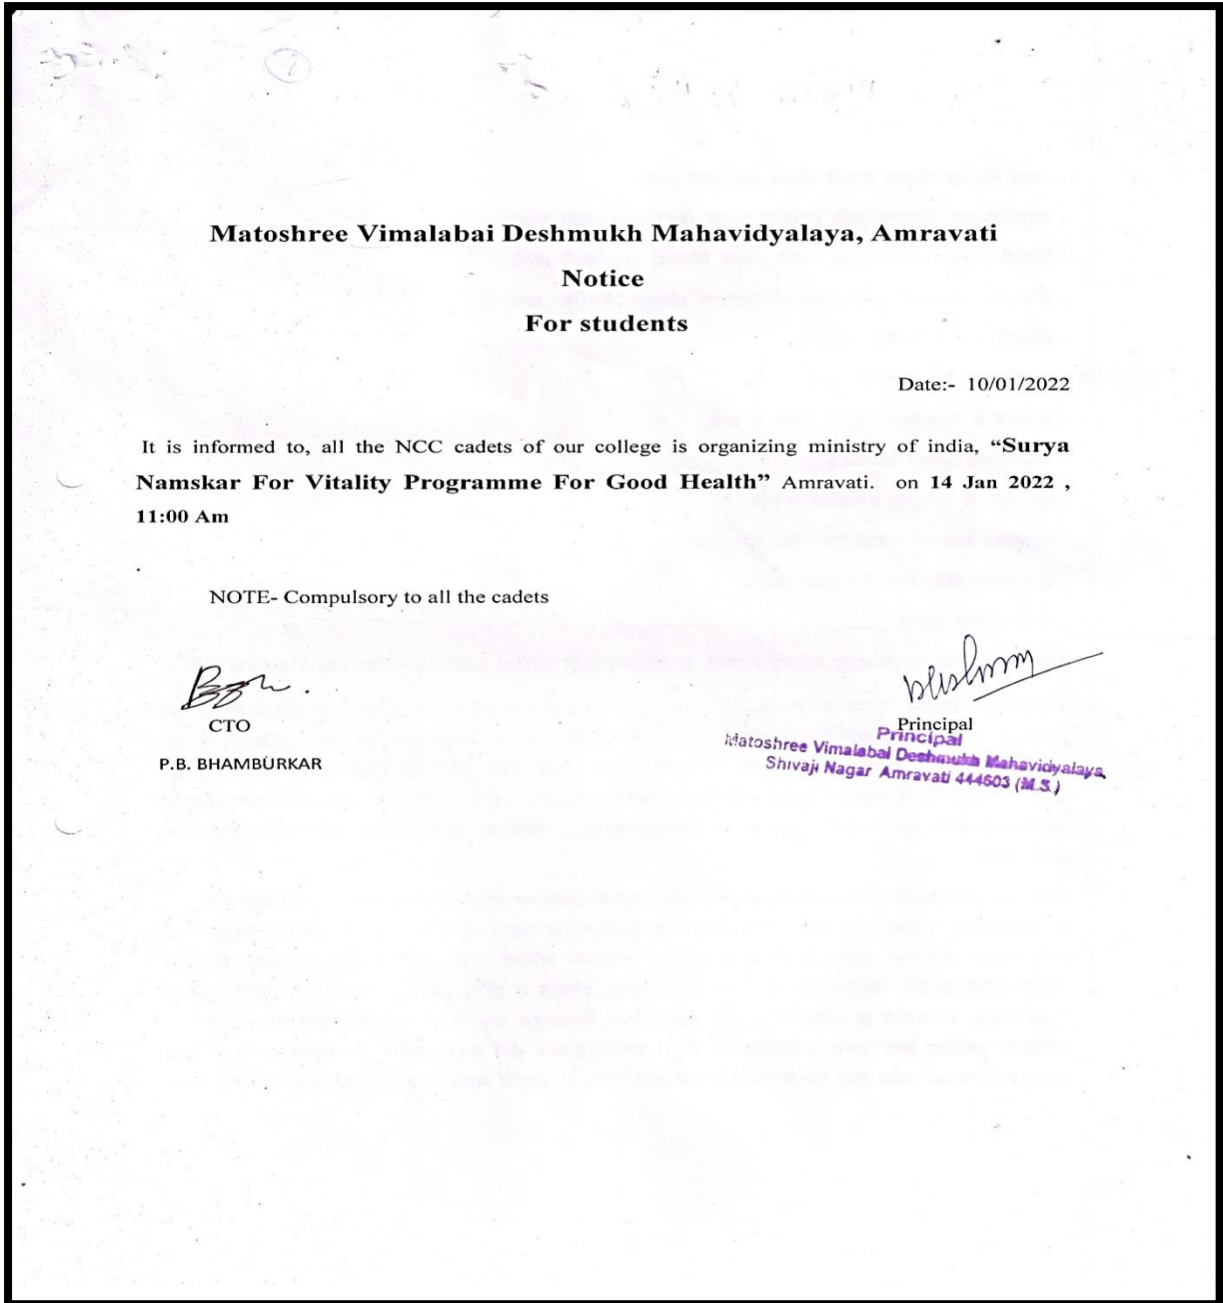 Matoshree Vimalabai Deshmukh Mahavidyalaya, Amravati
Notice
For students
Date:- 10/01/2022
It is informed to, all the NCC cadets of our college is organizing ministry of india, “Surya
Namskar For Vitality Programme For Good Health” Amravati. on 14 Jan 2022 ,
11:00 Am
NOTE- Compulsory to all the cadets
CTO
P.B. BHAMBURKAR
Principal
Principal
Matoshree Vimalabai Deshmukh Mahavidyalaya,
Shivaji Nagar Amravati 444603 (M.S.)